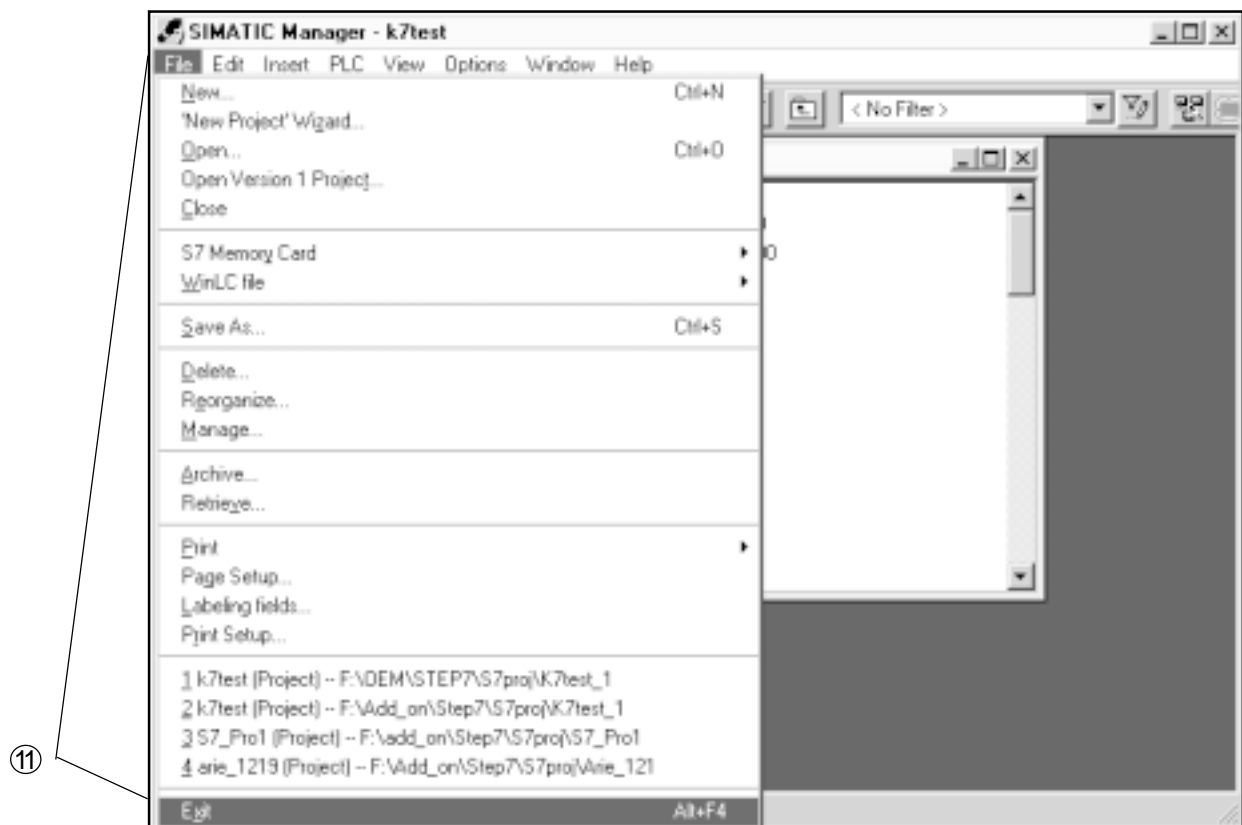 SIMATIC Manager - k7test
File Edit Insert PLC View Options Window Help
New... Ctrl+N
'New Project' Wizard...
Open... Ctrl+O
Open Version 1 Project...
Close
S7 Memory Card
WinLC file
Save As... Ctrl+S
Delete...
Reorganize...
Manage...
Archive...
Retrieve...
Print
Page Setup...
Labeling fields...
Print Setup...
1 k7test (Project) -- F:\OEM\STEP7\S7proj\K7test_1
2 k7test (Project) -- F:\Add_on\Step7\S7proj\K7test_1
3 S7_Pro1 (Project) -- F:\add_on\Step7\S7proj\S7_Pro1
4 arie_1219 (Project) -- F:\Add_on\Step7\S7proj\Arie_121
Exit Alt+F4
< No Filter >
⑪